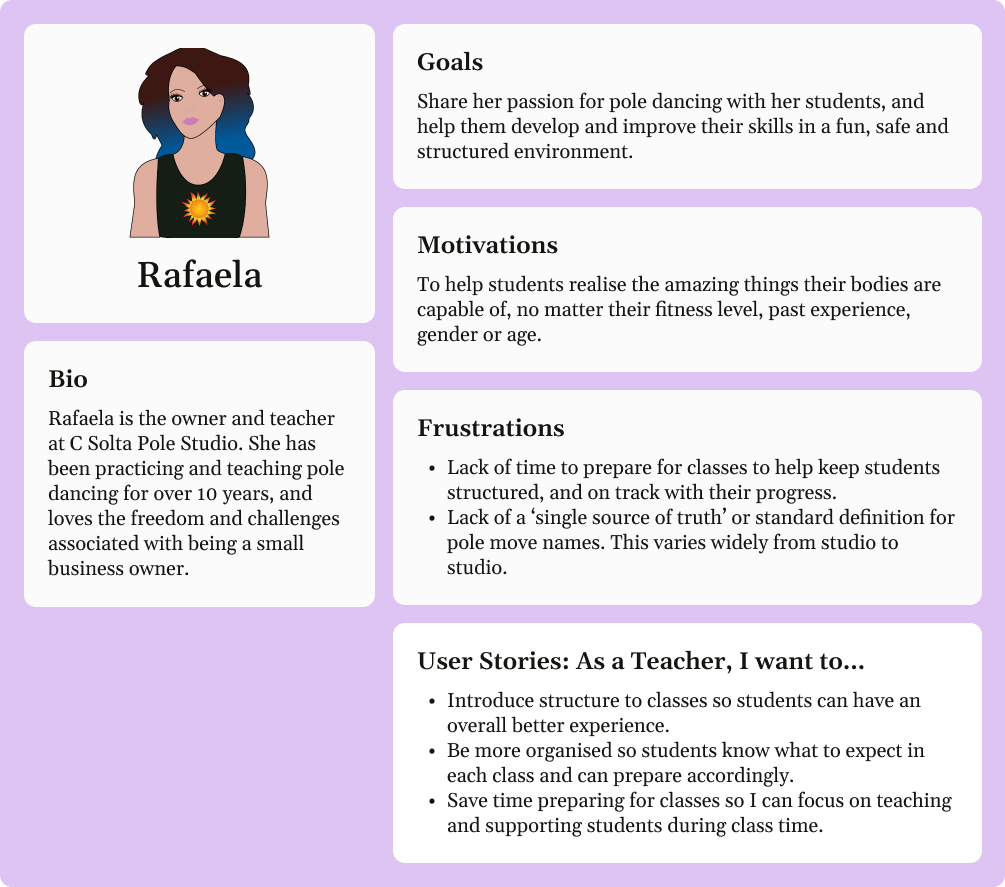 Rafaela
Bio
Rafaela is the owner and teacher
at C Solta Pole Studio. She has
been practicing and teaching pole
dancing for over 10 years, and
loves the freedom and challenges
associated with being a small
business owner.
Goals
Share her passion for pole dancing with her students, and
help them develop and improve their skills in a fun, safe and
structured environment.
Motivations
To help students realise the amazing things their bodies are
capable of, no matter their fitness level, past experience,
gender or age.
Frustrations
• Lack of time to prepare for classes to help keep students
structured, and on track with their progress.
• Lack of a ‘single source of truth’ or standard definition for
pole move names. This varies widely from studio to
studio.
User Stories: As a Teacher, I want to...
• Introduce structure to classes so students can have an
overall better experience.
• Be more organised so students know what to expect in
each class and can prepare accordingly.
• Save time preparing for classes so I can focus on teaching
and supporting students during class time.